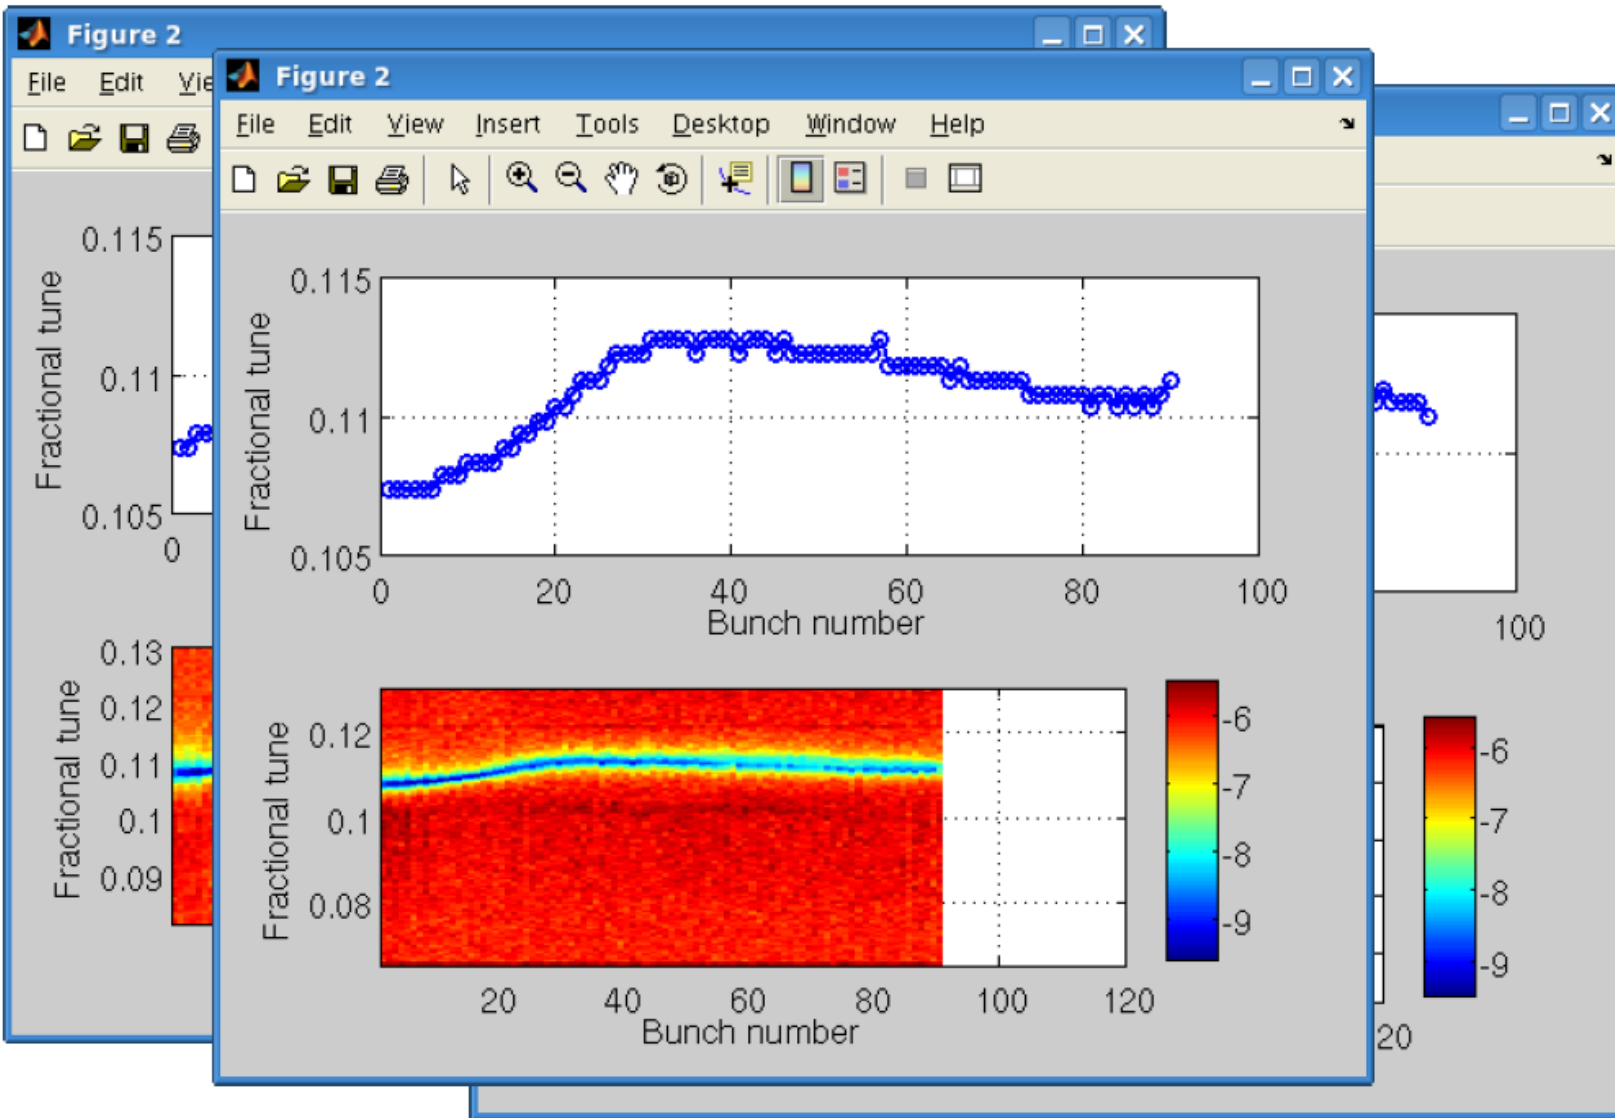 Figure 2
File Edit Vie
0.115
0.11
0.105
0
Fractional tune
0.13
0.12
0.11
0.1
0.09
Fractional tune
Figure 2
File Edit View Insert Tools Desktop Window Help
0.115
0.11
0.105
0 20 40 60 80 100
Fractional tune
Bunch number
0.12
0.1
0.08
20 40 60 80 100 120
Fractional tune
Bunch number
-6
-7
-8
-9
100
-6
-7
-8
-9
20